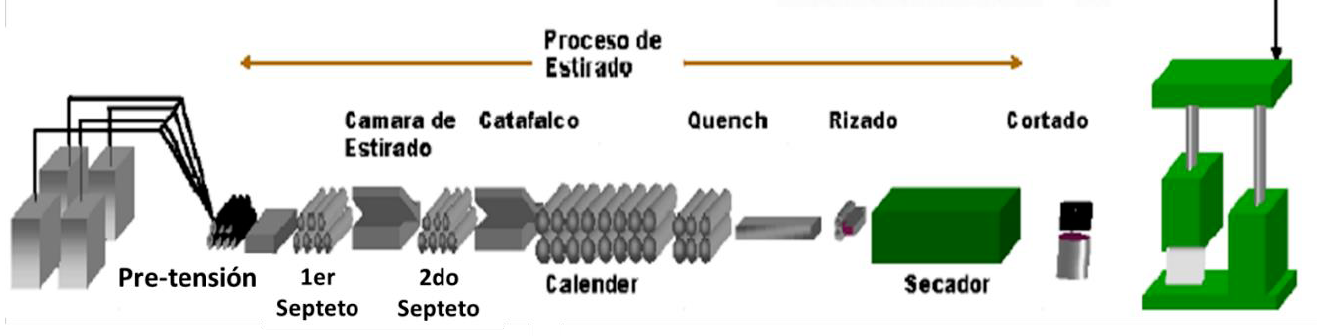 Proceso de
Estirado
Camara de
Estirado
Catafalco
Quench
Rizado
Cortado
Pre-tensión
1er
Septeto
2do
Septeto
Calender
Secador